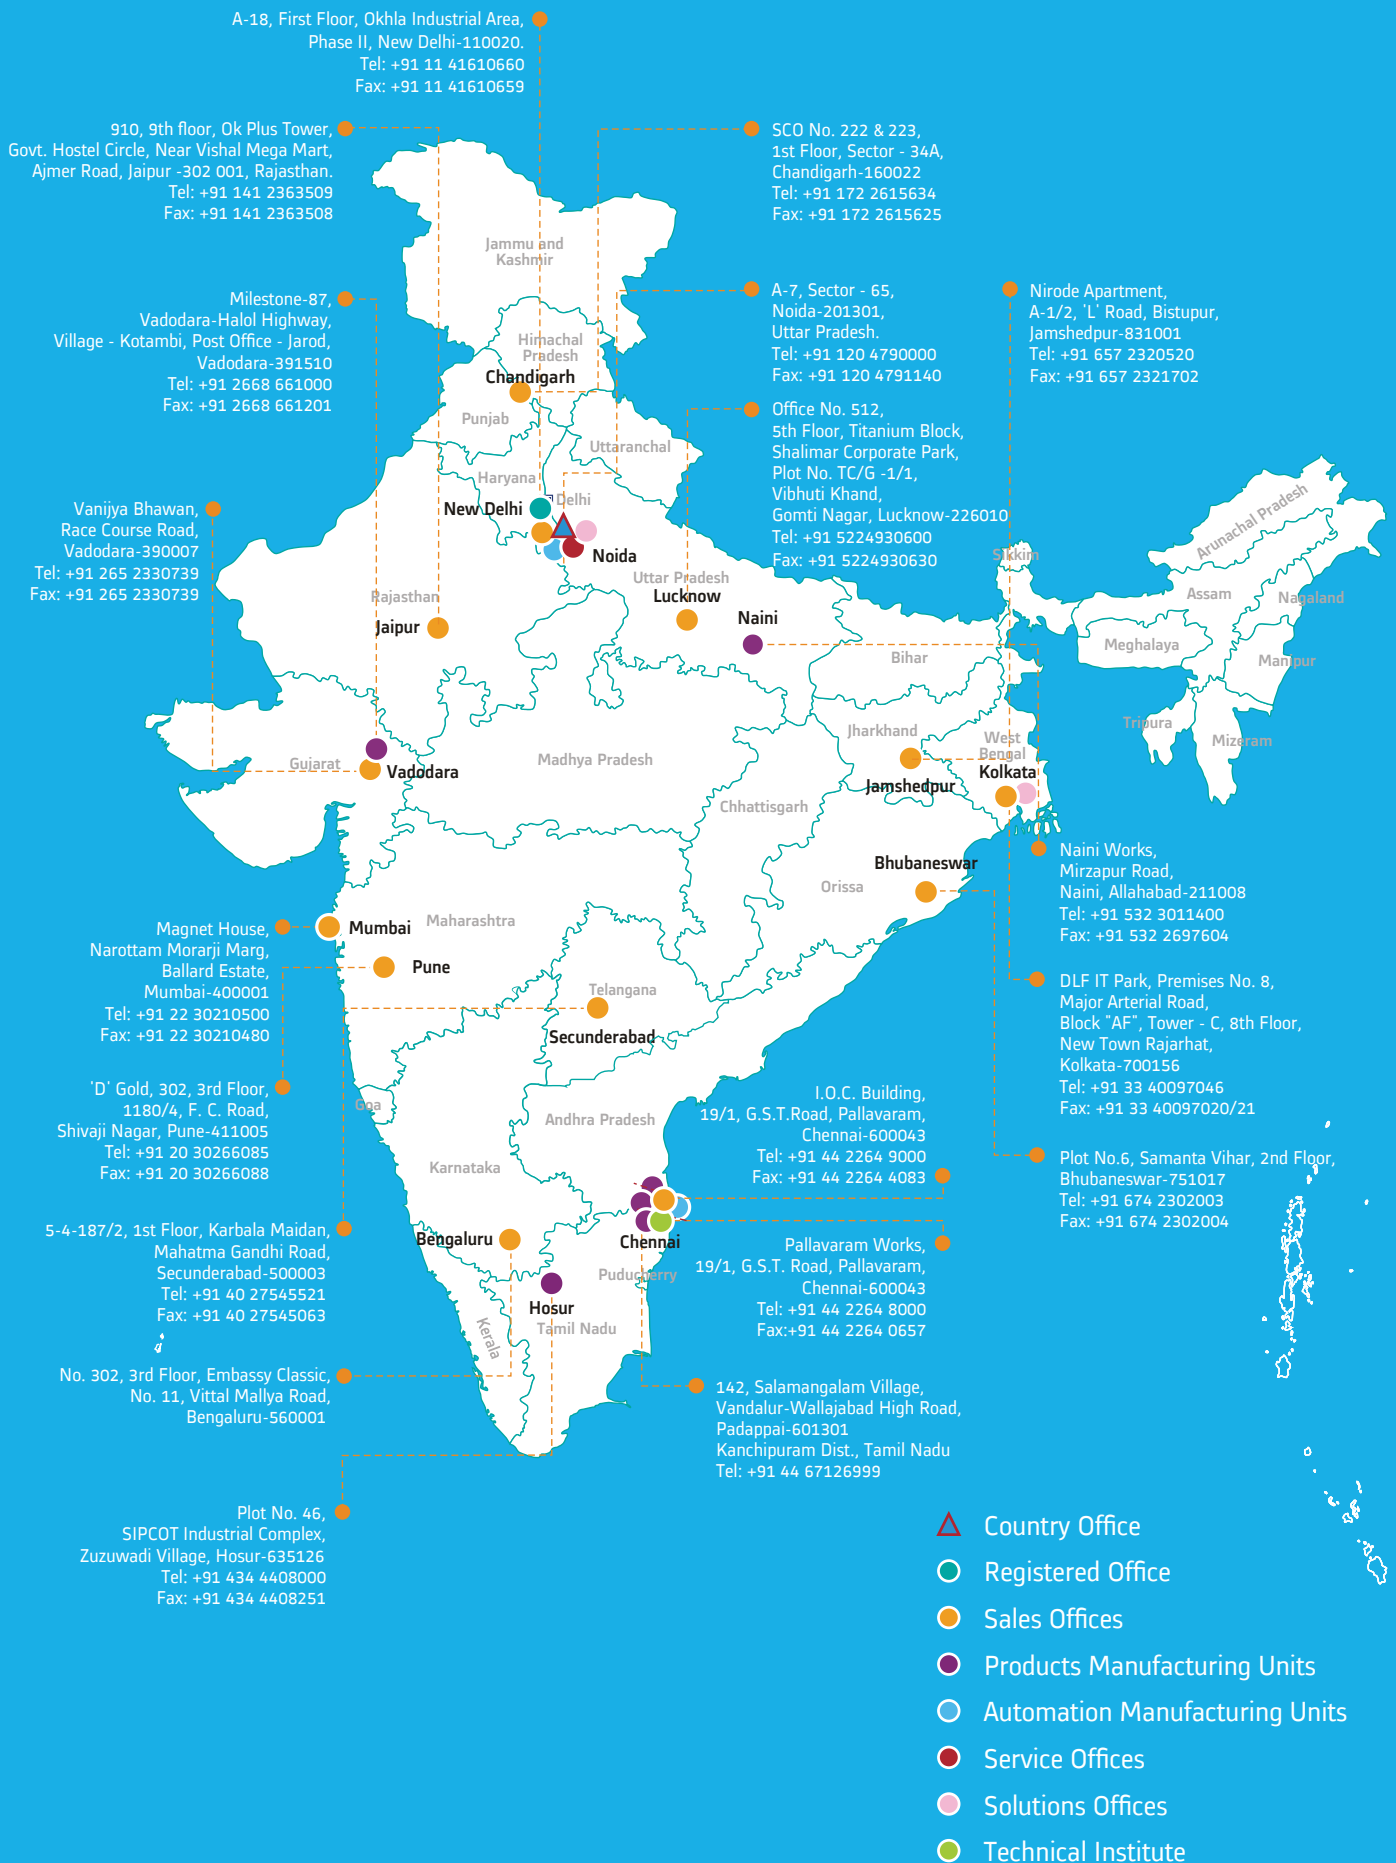 A-18, First Floor, Okhla Industrial Area,
Phase II, New Delhi-110020.
Tel: +91 11 41610660
Fax: +91 11 41610659
910, 9th floor, Ok Plus Tower,
Govt. Hostel Circle, Near Vishal Mega Mart,
Ajmer Road, Jaipur -302 001, Rajasthan.
Tel: +91 141 2363509
Fax: +91 141 2363508
SCO No. 222 & 223,
1st Floor, Sector - 34A,
Chandigarh-160022
Tel: +91 172 2615634
Fax: +91 172 2615625
Milestone-87,
Vadodara-Halol Highway,
Village - Kotambi, Post Office - Jarod,
Vadodara-391510
Tel: +91 2668 661000
Fax: +91 2668 661201
A-7, Sector - 65,
Noida-201301,
Uttar Pradesh.
Tel: +91 120 4790000
Fax: +91 120 4791140
Nirode Apartment,
A-1/2, 'L' Road, Bistupur,
Jamshedpur-831001
Tel: +91 657 2320520
Fax: +91 657 2321702
Office No. 512,
5th Floor, Titanium Block,
Shalimar Corporate Park,
Plot No. TC/G -1/1,
Vibhuti Khand,
Gomti Nagar, Lucknow-226010
Tel: +91 5224930600
Fax: +91 5224930630
Vanijya Bhawan,
Race Course Road,
Vadodara-390007
Tel: +91 265 2330739
Fax: +91 265 2330739
Jammu and
Kashmir
Himachal
Pradesh
Chandigarh
Punjab
Uttaranchal
Haryana
Delhi
New Delhi
Noida
Uttar Pradesh
Lucknow
Naini
Rajasthan
Jaipur
Sikkim
Arunachal Pradesh
Assam
Nagaland
Meghalaya
Manipur
Tripura
Mizeram
Bihar
Jharkhand
West
Bengal
Kolkata
Jamshedpur
Gujarat
Vadodara
Madhya Pradesh
Chhattisgarh
Bhubaneswar
Orissa
Maharashtra
Mumbai
Pune
Telangana
Secunderabad
Goa
Andhra Pradesh
Karnataka
Bengaluru
Chennai
Puducherry
Hosur
Tamil Nadu
Kerala
Magnet House,
Narottam Morarji Marg,
Ballard Estate,
Mumbai-400001
Tel: +91 22 30210500
Fax: +91 22 30210480
'D' Gold, 302, 3rd Floor,
1180/4, F. C. Road,
Shivaji Nagar, Pune-411005
Tel: +91 20 30266085
Fax: +91 20 30266088
5-4-187/2, 1st Floor, Karbala Maidan,
Mahatma Gandhi Road,
Secunderabad-500003
Tel: +91 40 27545521
Fax: +91 40 27545063
No. 302, 3rd Floor, Embassy Classic,
No. 11, Vittal Mallya Road,
Bengaluru-560001
Plot No. 46,
SIPCOT Industrial Complex,
Zuzuwadi Village, Hosur-635126
Tel: +91 434 4408000
Fax: +91 434 4408251
Naini Works,
Mirzapur Road,
Naini, Allahabad-211008
Tel: +91 532 3011400
Fax: +91 532 2697604
DLF IT Park, Premises No. 8,
Major Arterial Road,
Block "AF", Tower - C, 8th Floor,
New Town Rajarhat,
Kolkata-700156
Tel: +91 33 40097046
Fax: +91 33 40097020/21
Plot No.6, Samanta Vihar, 2nd Floor,
Bhubaneswar-751017
Tel: +91 674 2302003
Fax: +91 674 2302004
I.O.C. Building,
19/1, G.S.T.Road, Pallavaram,
Chennai-600043
Tel: +91 44 2264 9000
Fax: +91 44 2264 4083
Pallavaram Works,
19/1, G.S.T. Road, Pallavaram,
Chennai-600043
Tel: +91 44 2264 8000
Fax:+91 44 2264 0657
142, Salamangalam Village,
Vandalur-Wallajabad High Road,
Padappai-601301
Kanchipuram Dist., Tamil Nadu
Tel: +91 44 67126999
Country Office
Registered Office
Sales Offices
Products Manufacturing Units
Automation Manufacturing Units
Service Offices
Solutions Offices
Technical Institute